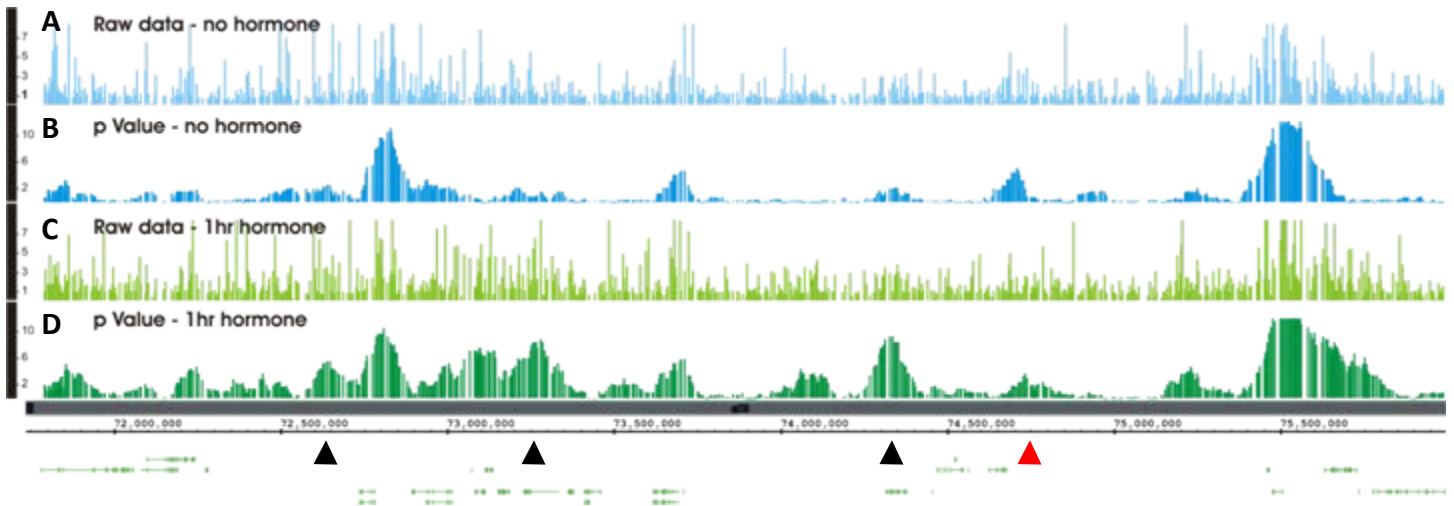 A Raw data - no hormone
7
5
3
1
B p Value - no hormone
10
6
2
C Raw data - 1hr hormone
7
5
3
1
D p Value - 1hr hormone
10
6
2
72,000,000 72,500,000 73,000,000 73,500,000 74,000,000 74,500,000 75,000,000 75,500,000